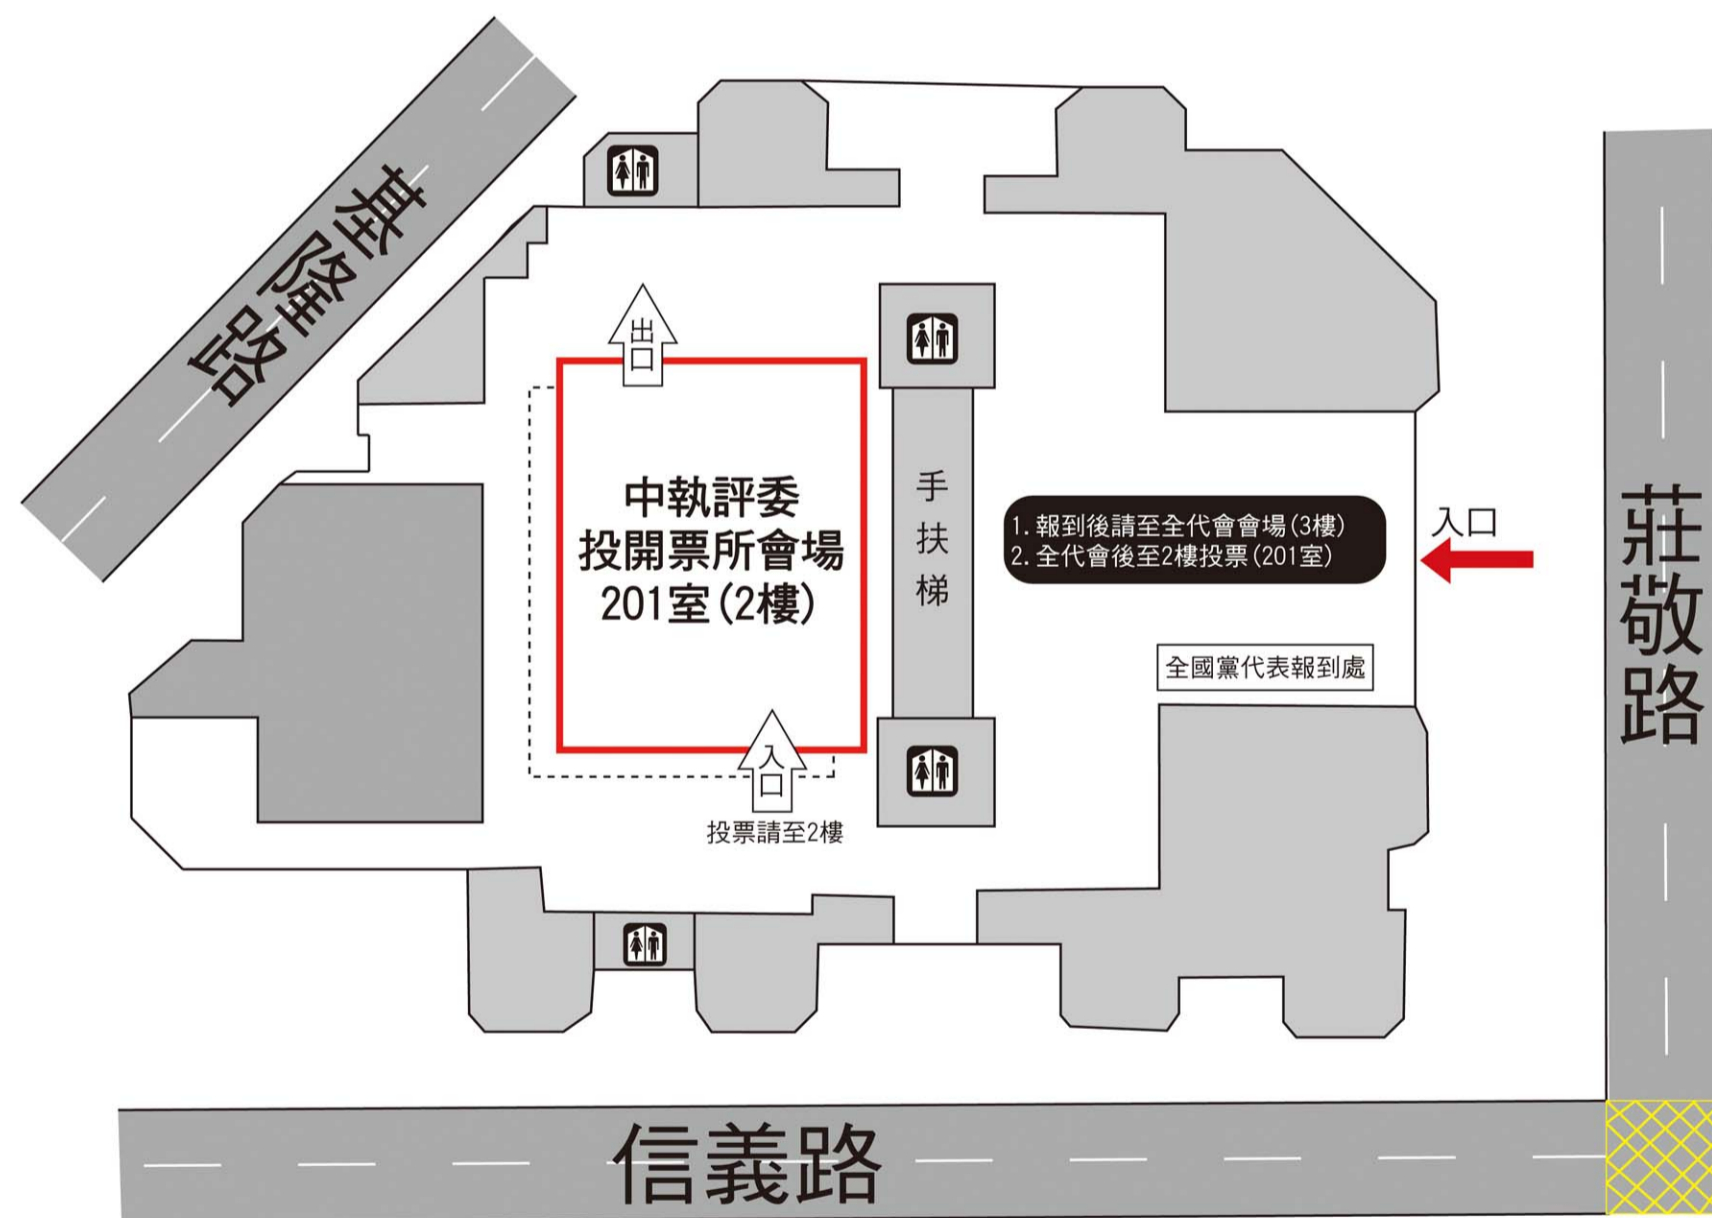 基隆路
出口
中執評委
投開票所會場
201室(2樓)
手扶梯
1. 報到後請至全代會會場(3樓)
2. 全代會後至2樓投票(201室)
入口
莊敬路
全國黨代表報到處
入口
投票請至2樓
信義路